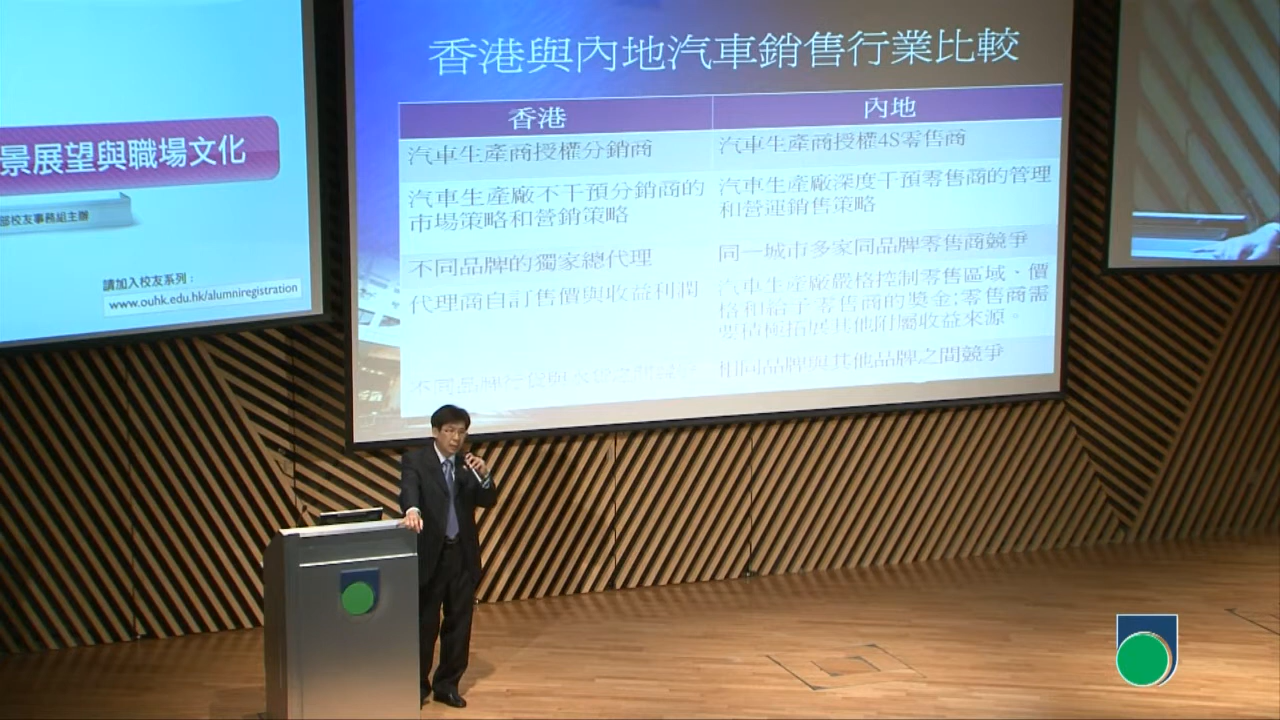 景展望與職場文化
部校友事務組主辦
請加入校友系列：
www.ouhk.edu.hk/alumniregistration
香港與內地汽車銷售行業比較
香港
內地
汽車生產商授權分銷商
汽車生產商授權4S零售商
汽車生產廠不干預分銷商的
市場策略和營銷策略
汽車生產廠深度干預零售商的管理
和營運銷售策略
不同品牌的獨家總代理
同一城市多家同品牌零售商競爭
代理商自訂售價與收益利潤
汽車生產廠嚴格控制零售區域、價
格和給予零售商的獎金;零售商需
要積極拓展其他附屬收益來源。
不同品牌
相同品牌與其他品牌之間競爭